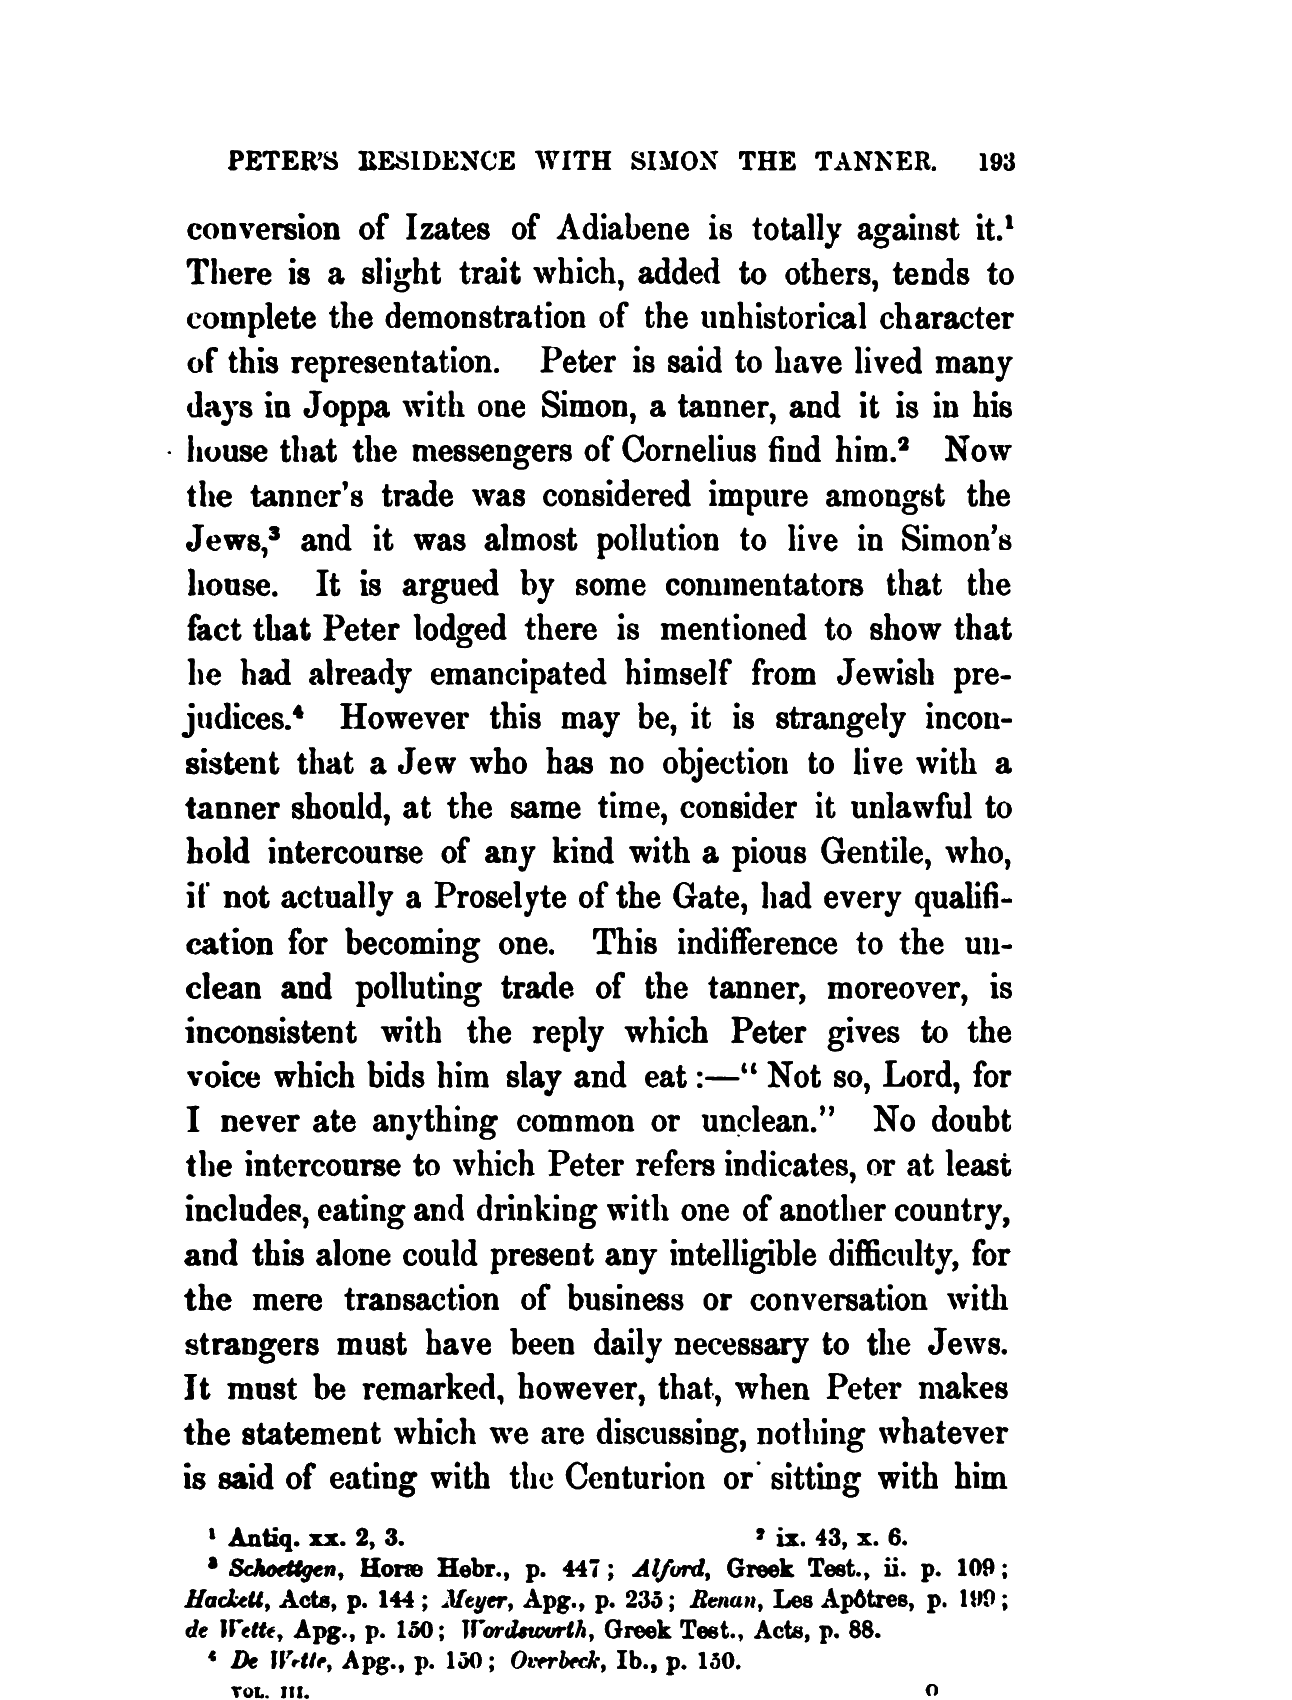 PETER'S RESIDENCE WITH SIMON THE TANNER. 193
conversion of Izates of Adiabene is totally against it.¹
There is a slight trait which, added to others, tends to
complete the demonstration of the unhistorical character
of this representation. Peter is said to have lived many
days in Joppa with one Simon, a tanner, and it is in his
house that the messengers of Cornelius find him.² Now
the tanner's trade was considered impure amongst the
Jews,³ and it was almost pollution to live in Simon's
house. It is argued by some commentators that the
fact that Peter lodged there is mentioned to show that
he had already emancipated himself from Jewish pre-
judices.⁴ However this may be, it is strangely incon-
sistent that a Jew who has no objection to live with a
tanner should, at the same time, consider it unlawful to
hold intercourse of any kind with a pious Gentile, who,
if not actually a Proselyte of the Gate, had every qualifi-
cation for becoming one. This indifference to the un-
clean and polluting trade of the tanner, moreover, is
inconsistent with the reply which Peter gives to the
voice which bids him slay and eat :—“ Not so, Lord, for
I never ate anything common or unclean.” No doubt
the intercourse to which Peter refers indicates, or at least
includes, eating and drinking with one of another country,
and this alone could present any intelligible difficulty, for
the mere transaction of business or conversation with
strangers must have been daily necessary to the Jews.
It must be remarked, however, that, when Peter makes
the statement which we are discussing, nothing whatever
is said of eating with the Centurion or sitting with him
¹ Antiq. xx. 2, 3. ² ix. 43, x. 6.
³ Schoettgen, Horæ Hebr., p. 447 ; Alford, Greek Test., ii. p. 109 ;
Hackett, Acts, p. 144 ; Meyer, Apg., p. 235 ; Renan, Les Apôtres, p. 199 ;
de Wette, Apg., p. 150 ; Wordsworth, Greek Test., Acts, p. 88.
⁴ De Wette, Apg., p. 150 ; Overbeck, Ib., p. 150.
VOL. III. O